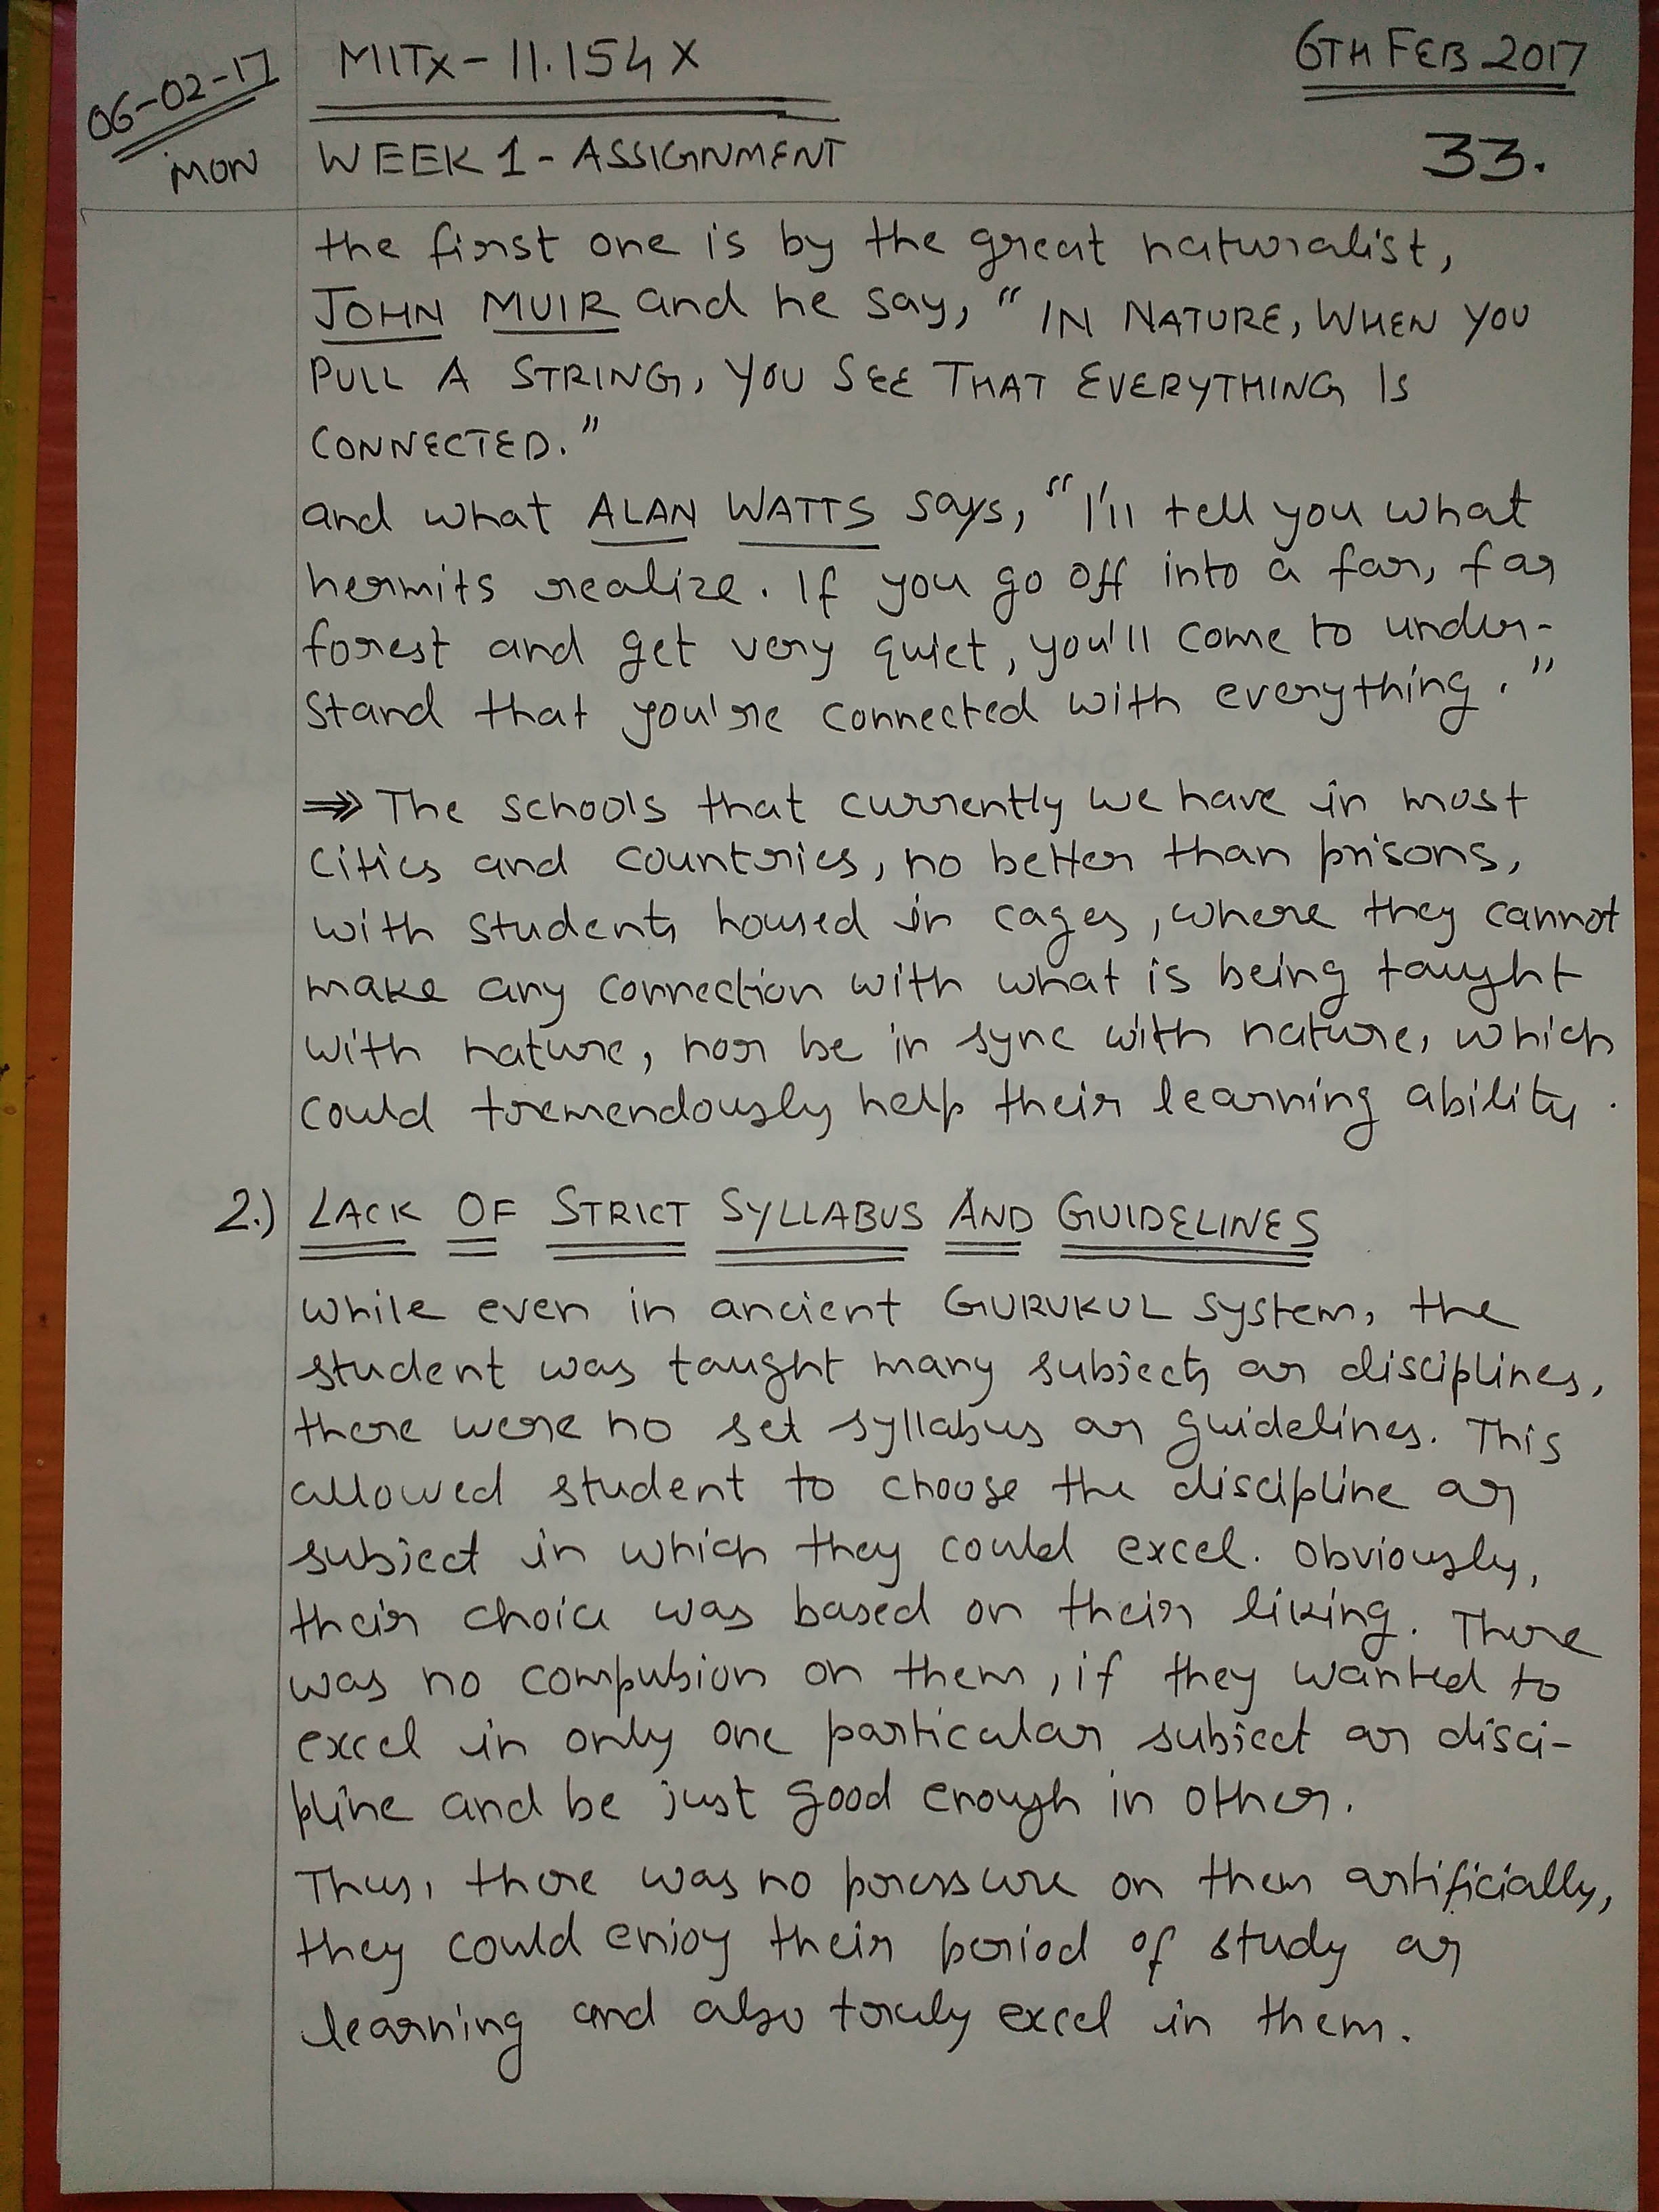 06-02-17
MON
MITx - 11.154x
WEEK 1 - ASSIGNMENT
6TH FEB 2017
33.
the first one is by the great naturalist,
JOHN MUIR and he say, "IN NATURE, WHEN YOU
PULL A STRING, YOU SEE THAT EVERYTHING IS
CONNECTED."
and what ALAN WATTS says, "I'll tell you what
hermits realize. If you go off into a far, far
forest and get very quiet, you'll come to under-
stand that you're connected with everything."
⇒ The schools that currently we have in most
cities and countries, no better than prisons,
with students housed in cages, where they cannot
make any connection with what is being taught
with nature, nor be in sync with nature, which
could tremendously help their learning ability.
2.) LACK OF STRICT SYLLABUS AND GUIDELINES
While even in ancient GURUKUL system, the
student was taught many subjects or disciplines,
there were no set syllabus or guidelines. This
allowed student to choose the discipline or
subject in which they could excel. Obviously,
their choice was based on their liking. There
was no compulsion on them, if they wanted to
excel in only one particular subject or disci-
pline and be just good enough in other.
Thus, there was no pressure on them artificially,
they could enjoy their period of study or
learning and also truly excel in them.